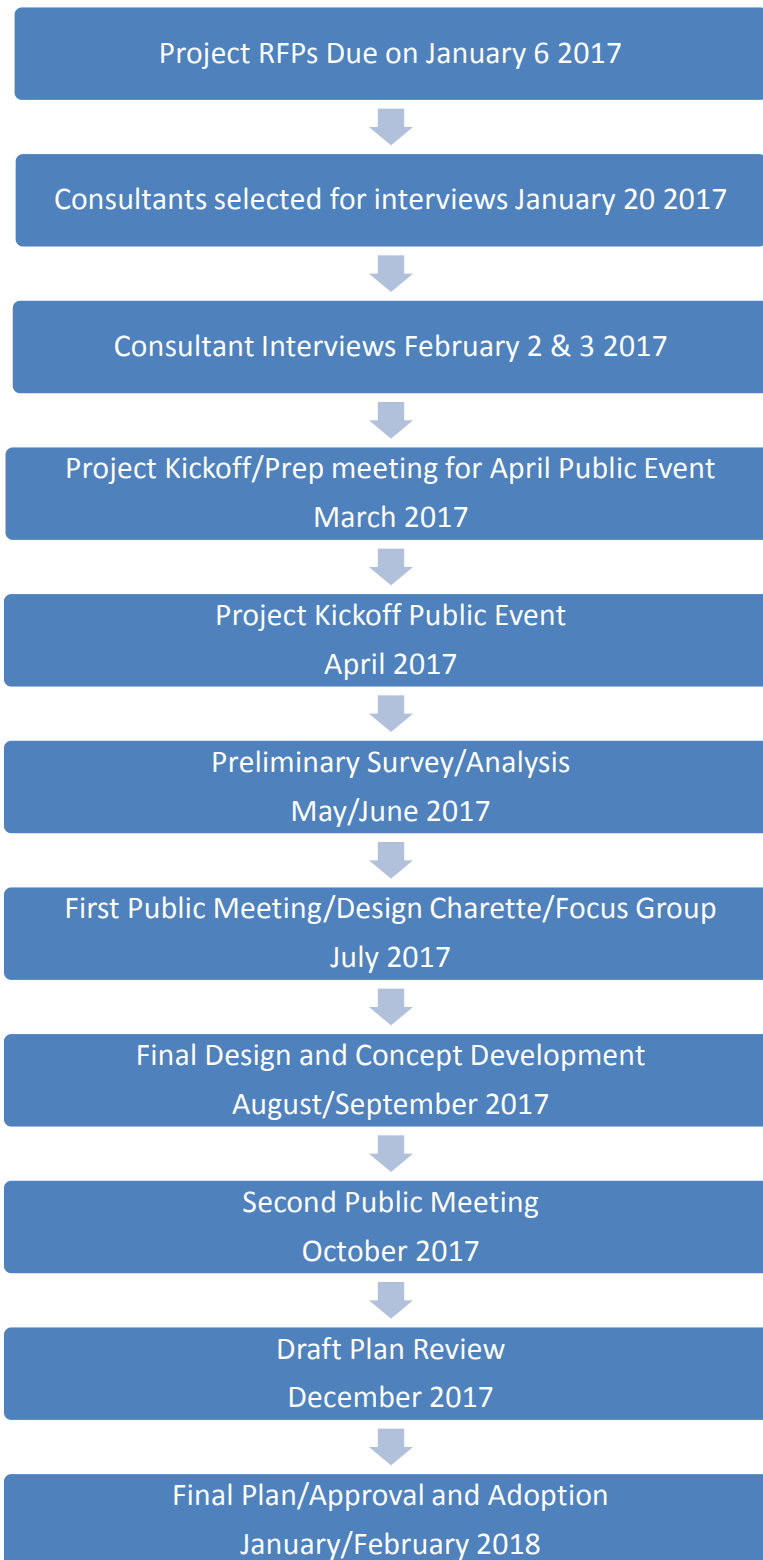 Project RFPs Due on January 6 2017
Consultants selected for interviews January 20 2017
Consultant Interviews February 2 & 3 2017
Project Kickoff/Prep meeting for April Public Event
March 2017
Project Kickoff Public Event
April 2017
Preliminary Survey/Analysis
May/June 2017
First Public Meeting/Design Charette/Focus Group
July 2017
Final Design and Concept Development
August/September 2017
Second Public Meeting
October 2017
Draft Plan Review
December 2017
Final Plan/Approval and Adoption
January/February 2018